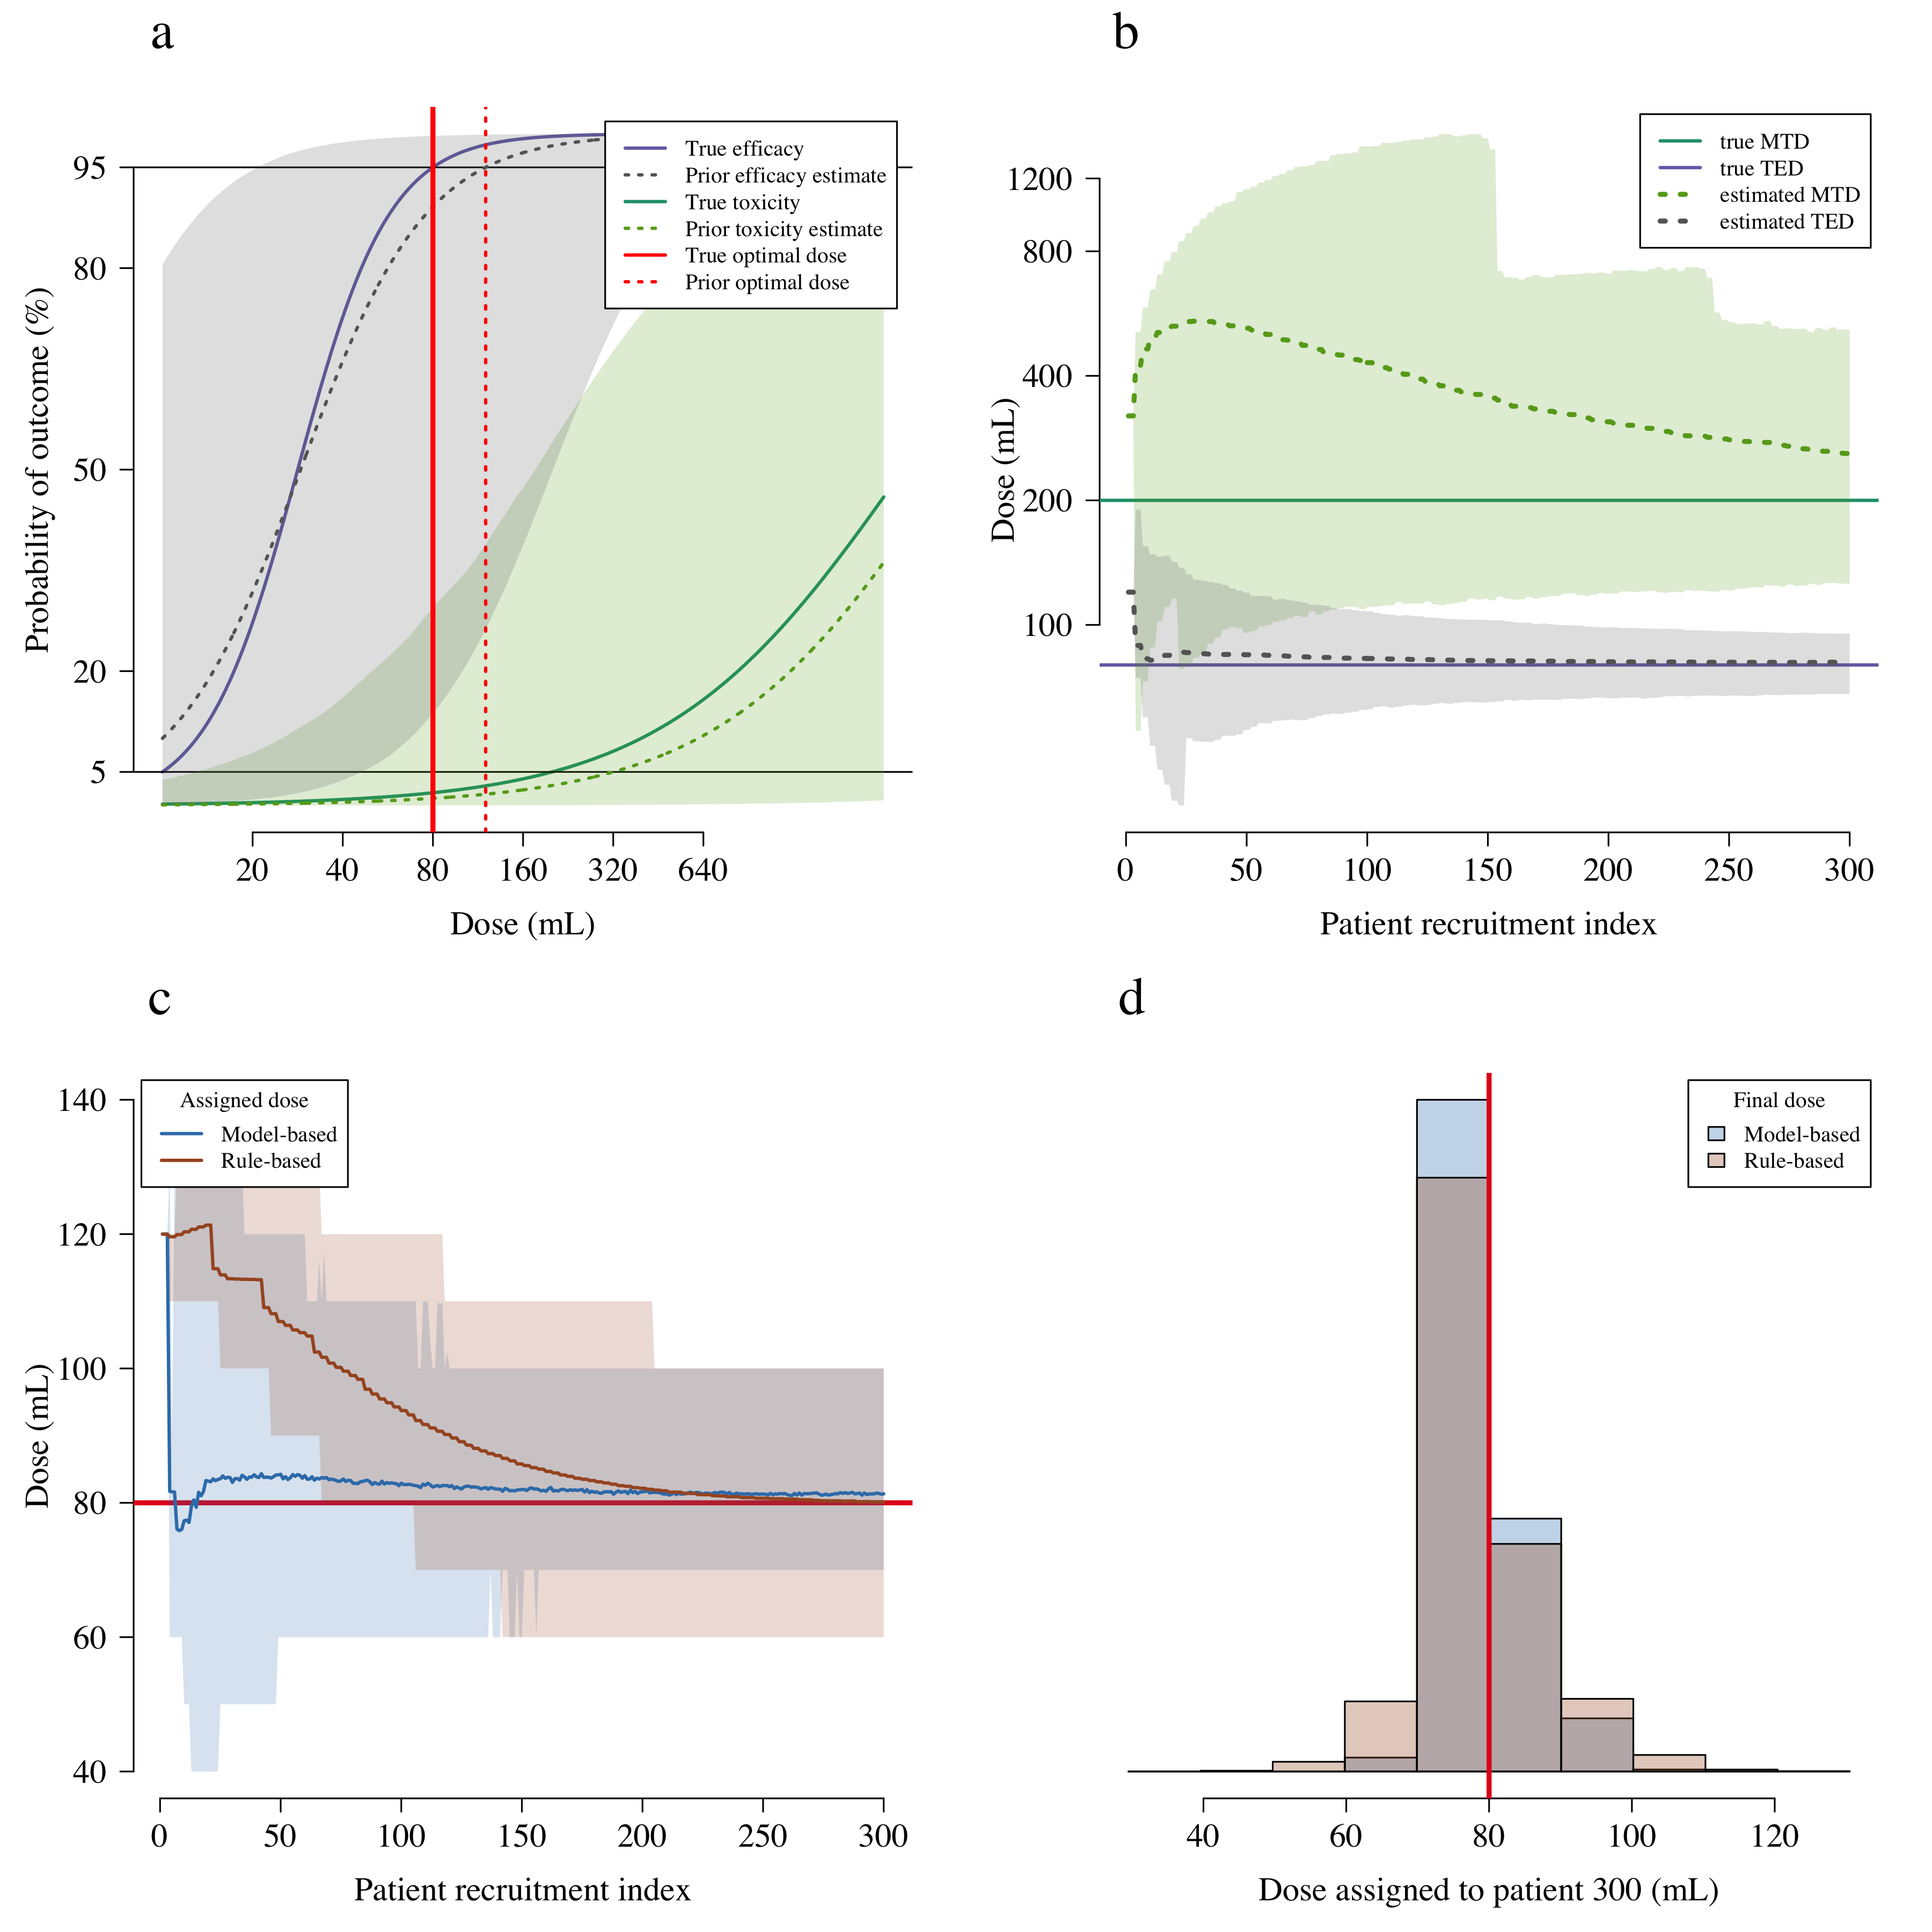 a
Probability of outcome (%)
95
80
50
20
5
True efficacy
Prior efficacy estimate
True toxicity
Prior toxicity estimate
True optimal dose
Prior optimal dose
20 40 80 160 320 640
Dose (mL)
b
Dose (mL)
1200
800
400
200
100
true MTD
true TED
estimated MTD
estimated TED
0 50 100 150 200 250 300
Patient recruitment index
c
Dose (mL)
140
120
100
80
60
40
Assigned dose
Model-based
Rule-based
0 50 100 150 200 250 300
Patient recruitment index
d
Final dose
Model-based
Rule-based
40 60 80 100 120
Dose assigned to patient 300 (mL)